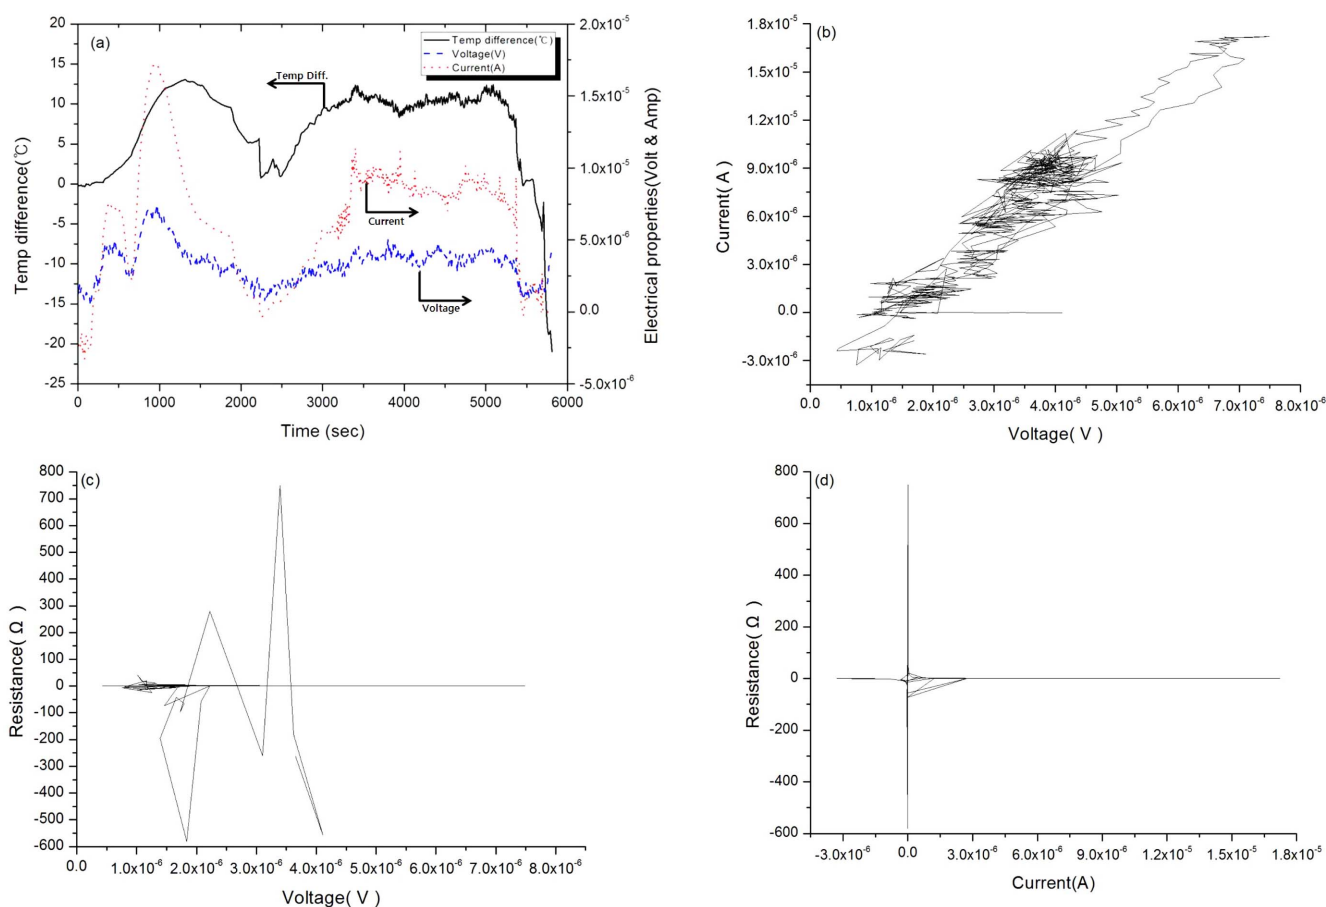 (a)
Temp difference(℃)
Voltage(V)
Current(A)
Temp Diff.
Current
Voltage
20
15
10
5
0
-5
-10
-15
-20
-25
Temp difference(℃)
2.0x10⁻⁵
1.5x10⁻⁵
1.0x10⁻⁵
5.0x10⁻⁶
0.0
-5.0x10⁻⁶
Electrical properties(Volt & Amp)
0
1000
2000
3000
4000
5000
6000
Time (sec)
(b)
1.8x10⁻⁵
1.5x10⁻⁵
1.2x10⁻⁵
9.0x10⁻⁶
6.0x10⁻⁶
3.0x10⁻⁶
0.0
-3.0x10⁻⁶
Current( A )
0.0
1.0x10⁻⁶
2.0x10⁻⁶
3.0x10⁻⁶
4.0x10⁻⁶
5.0x10⁻⁶
6.0x10⁻⁶
7.0x10⁻⁶
8.0x10⁻⁶
Voltage( V )
(c)
800
700
600
500
400
300
200
100
0
-100
-200
-300
-400
-500
-600
Resistance( Ω )
0.0
1.0x10⁻⁶
2.0x10⁻⁶
3.0x10⁻⁶
4.0x10⁻⁶
5.0x10⁻⁶
6.0x10⁻⁶
7.0x10⁻⁶
8.0x10⁻⁶
Voltage( V )
(d)
800
600
400
200
0
-200
-400
-600
Resistance( Ω )
-3.0x10⁻⁶
0.0
3.0x10⁻⁶
6.0x10⁻⁶
9.0x10⁻⁶
1.2x10⁻⁵
1.5x10⁻⁵
1.8x10⁻⁵
Current(A)